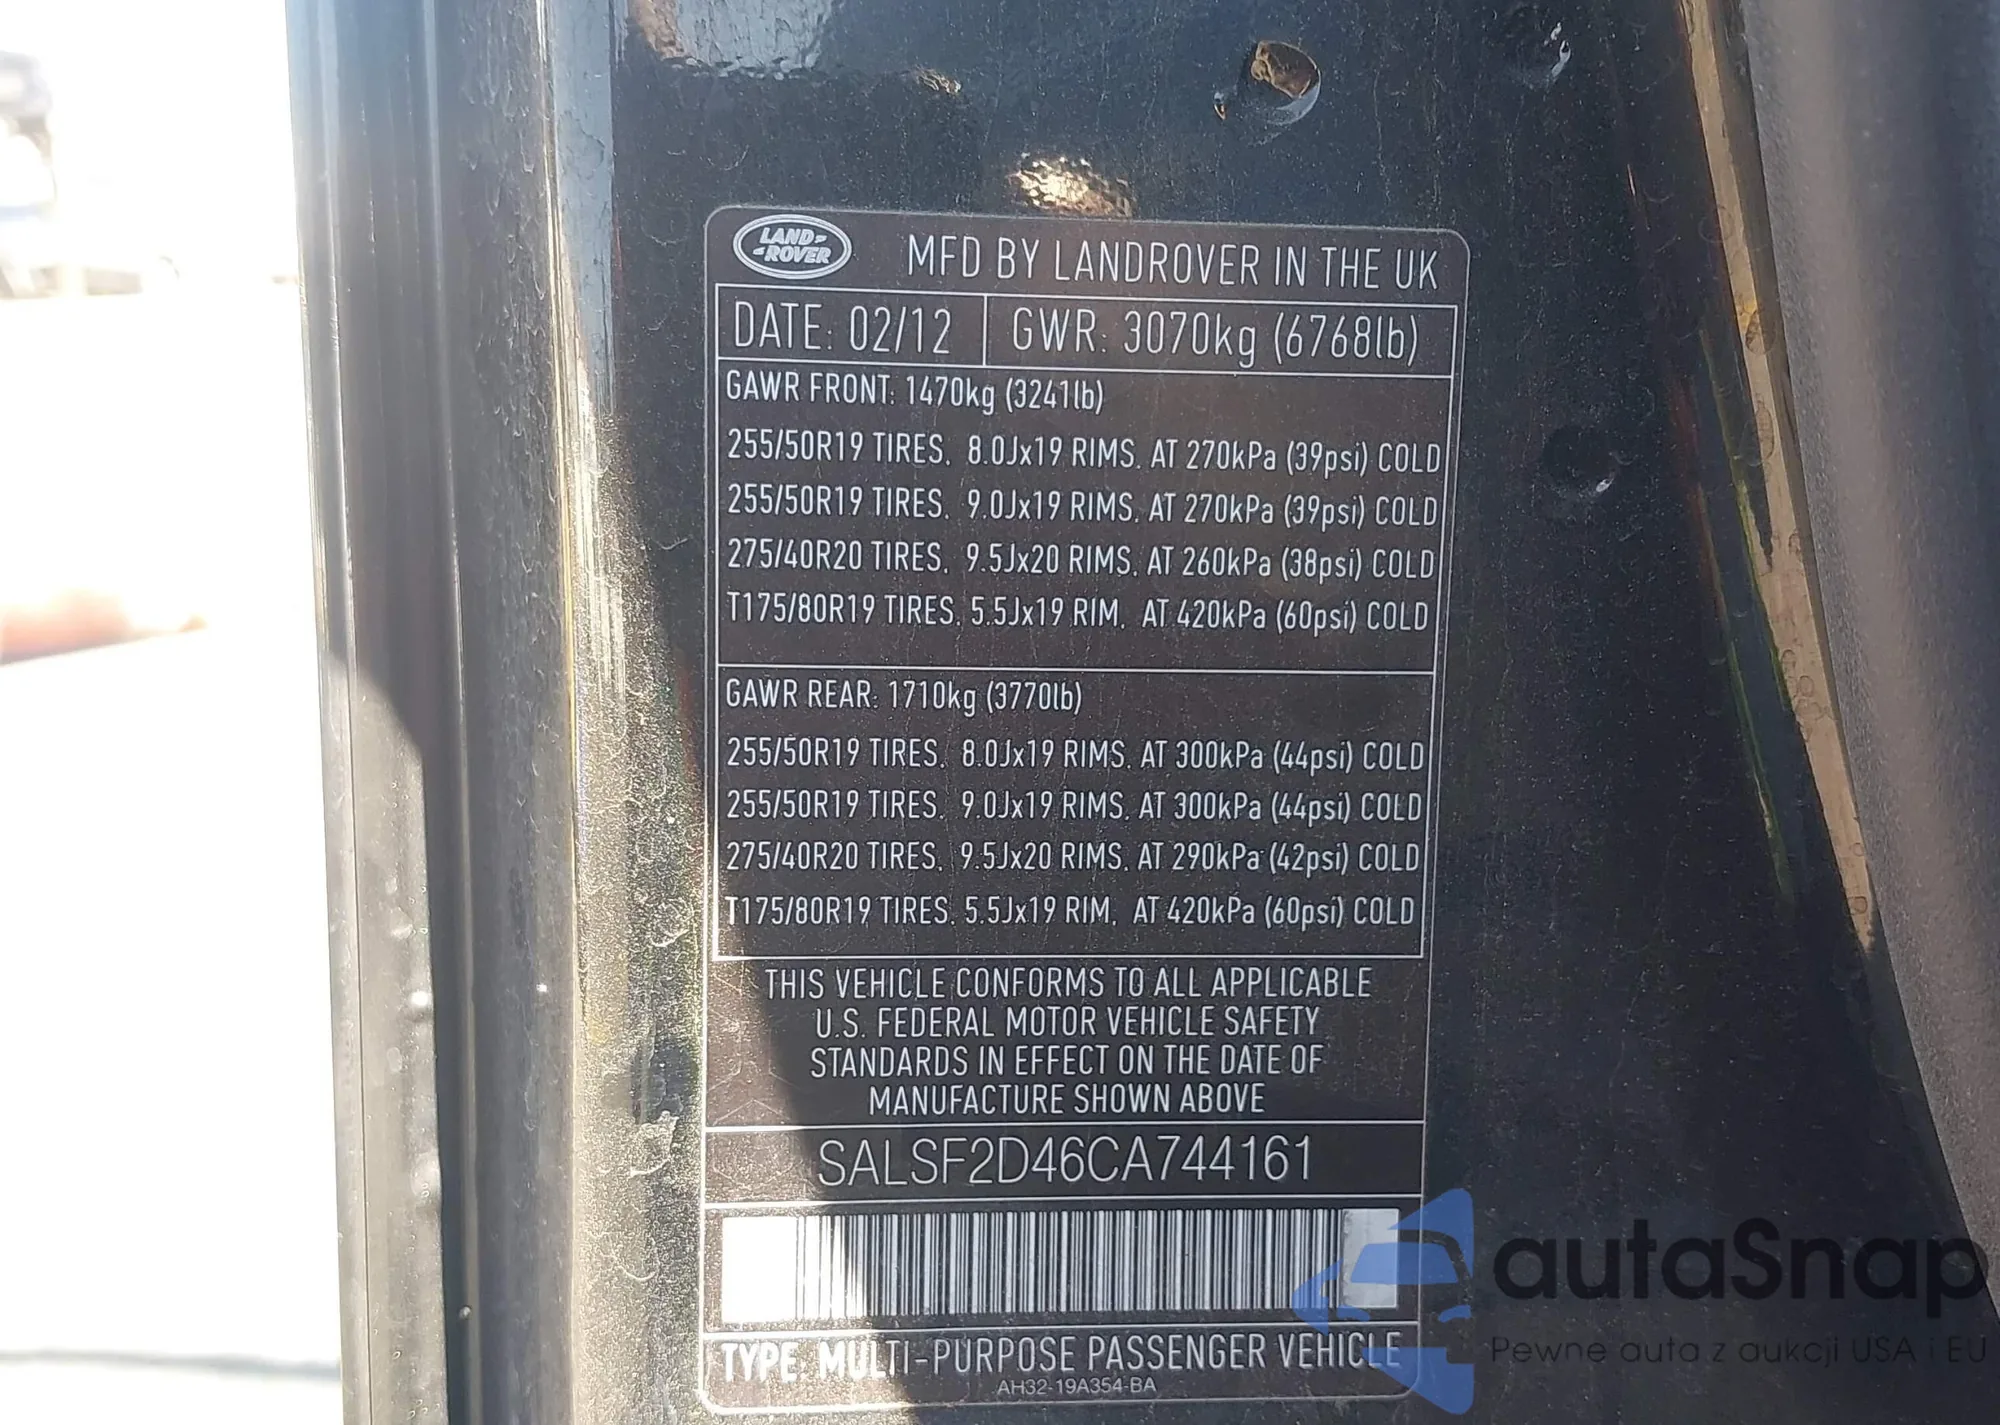 LAND-
-ROVER
MFD BY LANDROVER IN THE UK
DATE: 02/12 GWR: 3070kg (6768lb)
GAWR FRONT: 1470kg (3241lb)
255/50R19 TIRES, 8.0Jx19 RIMS, AT 270kPa (39psi) COLD
255/50R19 TIRES, 9.0Jx19 RIMS, AT 270kPa (39psi) COLD
275/40R20 TIRES, 9.5Jx20 RIMS, AT 260kPa (38psi) COLD
T175/80R19 TIRES, 5.5Jx19 RIM, AT 420kPa (60psi) COLD
GAWR REAR: 1710kg (3770lb)
255/50R19 TIRES, 8.0Jx19 RIMS, AT 300kPa (44psi) COLD
255/50R19 TIRES, 9.0Jx19 RIMS, AT 300kPa (44psi) COLD
275/40R20 TIRES, 9.5Jx20 RIMS, AT 290kPa (42psi) COLD
T175/80R19 TIRES, 5.5Jx19 RIM, AT 420kPa (60psi) COLD
THIS VEHICLE CONFORMS TO ALL APPLICABLE
U.S. FEDERAL MOTOR VEHICLE SAFETY
STANDARDS IN EFFECT ON THE DATE OF
MANUFACTURE SHOWN ABOVE
SALSF2D46CA744161
TYPE: MULTI-PURPOSE PASSENGER VEHICLE
AH32-19A354-BA
autaSnap
Pewne auta z aukcji USA i EU